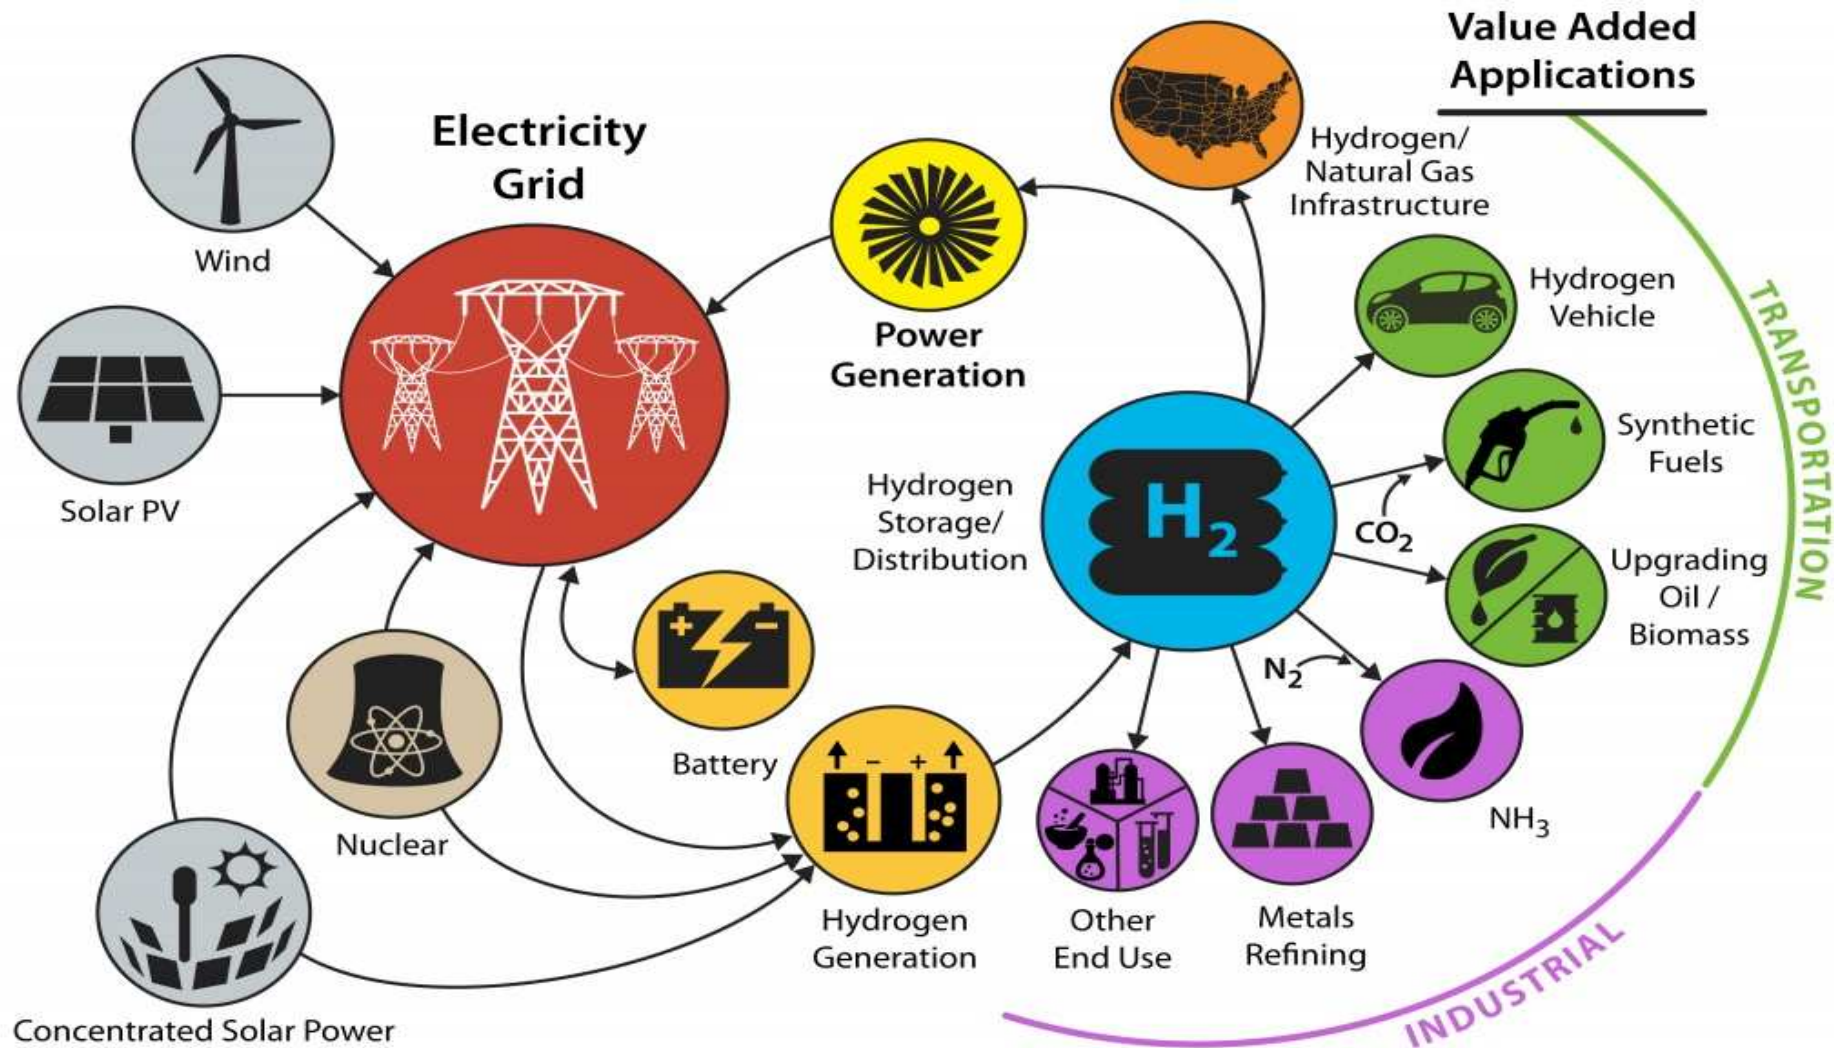 Value Added
Applications
Electricity
Grid
Wind
Solar PV
Power
Generation
Hydrogen/
Natural Gas
Infrastructure
Hydrogen
Vehicle
Synthetic
Fuels
CO₂
Upgrading
Oil /
Biomass
TRANSPORTATION
Hydrogen
Storage/
Distribution
H₂
N₂
NH₃
+ −
Battery
Nuclear
− +
Hydrogen
Generation
Other
End Use
Metals
Refining
INDUSTRIAL
Concentrated Solar Power